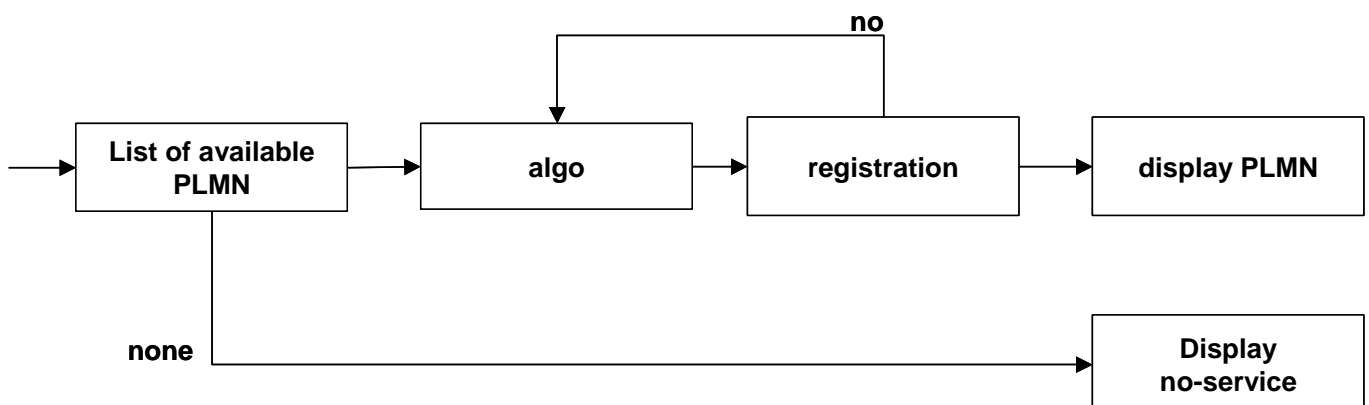 no
List of available
PLMN
algo
registration
display PLMN
none
Display
no-service